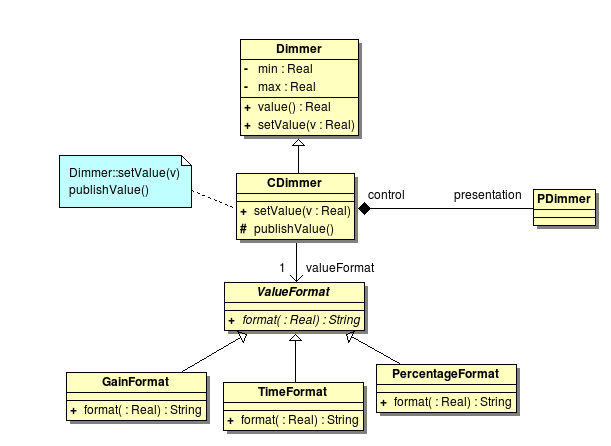 Dimmer
- min : Real
- max : Real
+ value() : Real
+ setValue(v : Real)
Dimmer::setValue(v)
publishValue()
CDimmer
+ setValue(v : Real)
# publishValue()
control
presentation
PDimmer
1
valueFormat
ValueFormat
+ format( : Real) : String
GainFormat
+ format( : Real) : String
TimeFormat
+ format( : Real) : String
PercentageFormat
+ format( : Real) : String